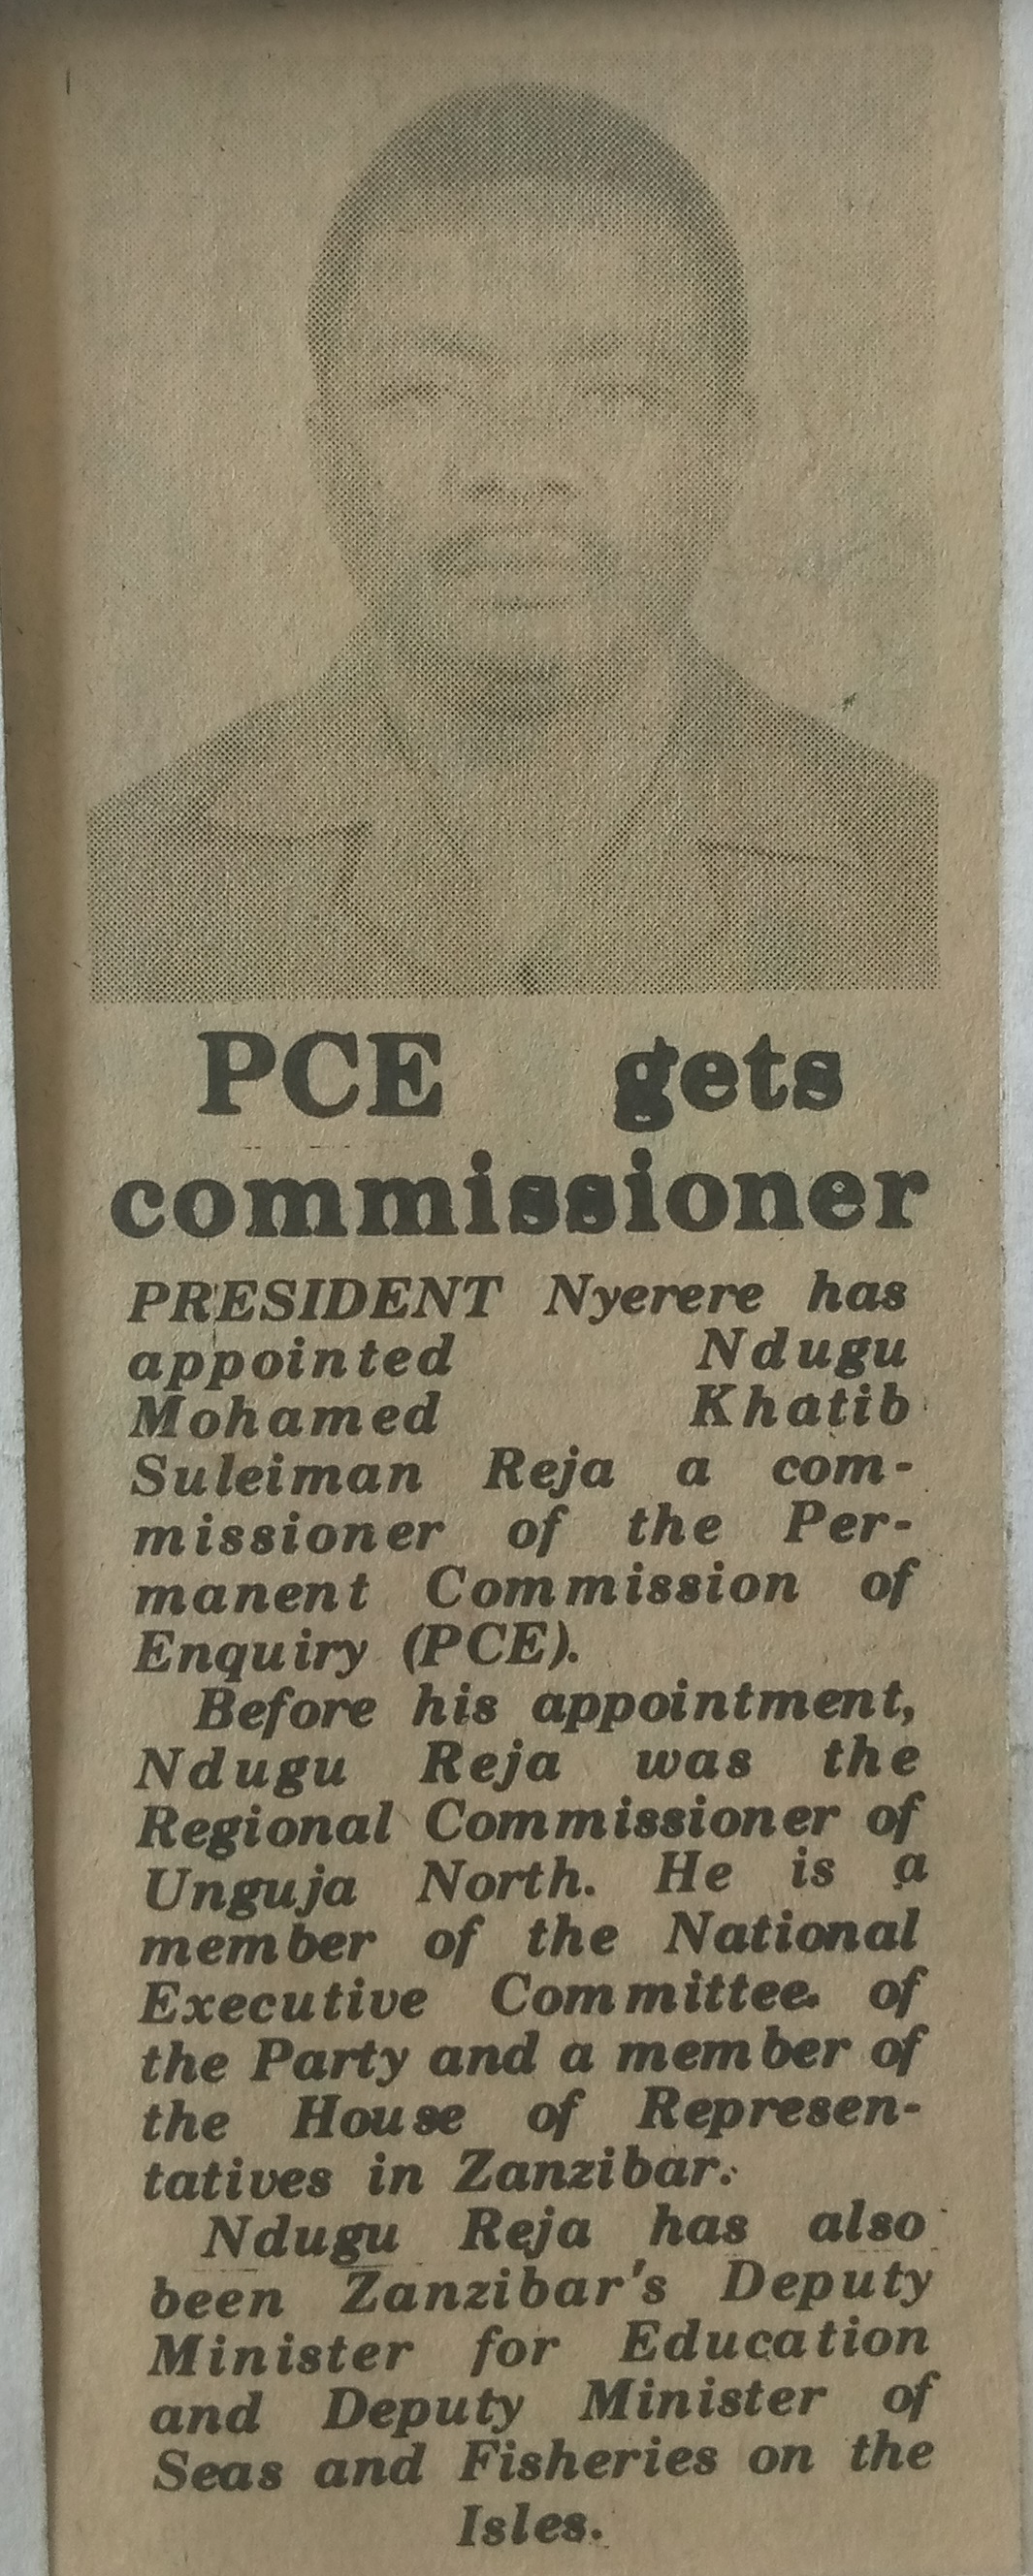 PCE gets
commissioner
PRESIDENT Nyerere has
appointed Ndugu
Mohamed Khatib
Suleiman Reja a com-
missioner of the Per-
manent Commission of
Enquiry (PCE).
Before his appointment,
Ndugu Reja was the
Regional Commissioner of
Unguja North. He is a
member of the National
Executive Committee of
the Party and a member of
the House of Represen-
tatives in Zanzibar.
Ndugu Reja has also
been Zanzibar's Deputy
Minister for Education
and Deputy Minister of
Seas and Fisheries on the
Isles.